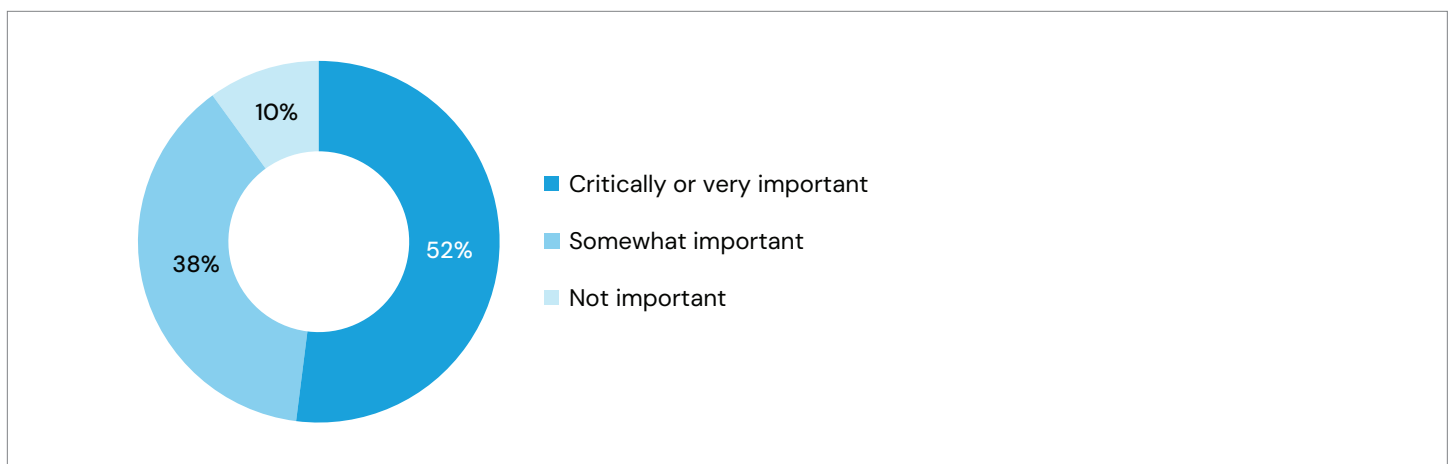 10%
38%
52%
Critically or very important
Somewhat important
Not important